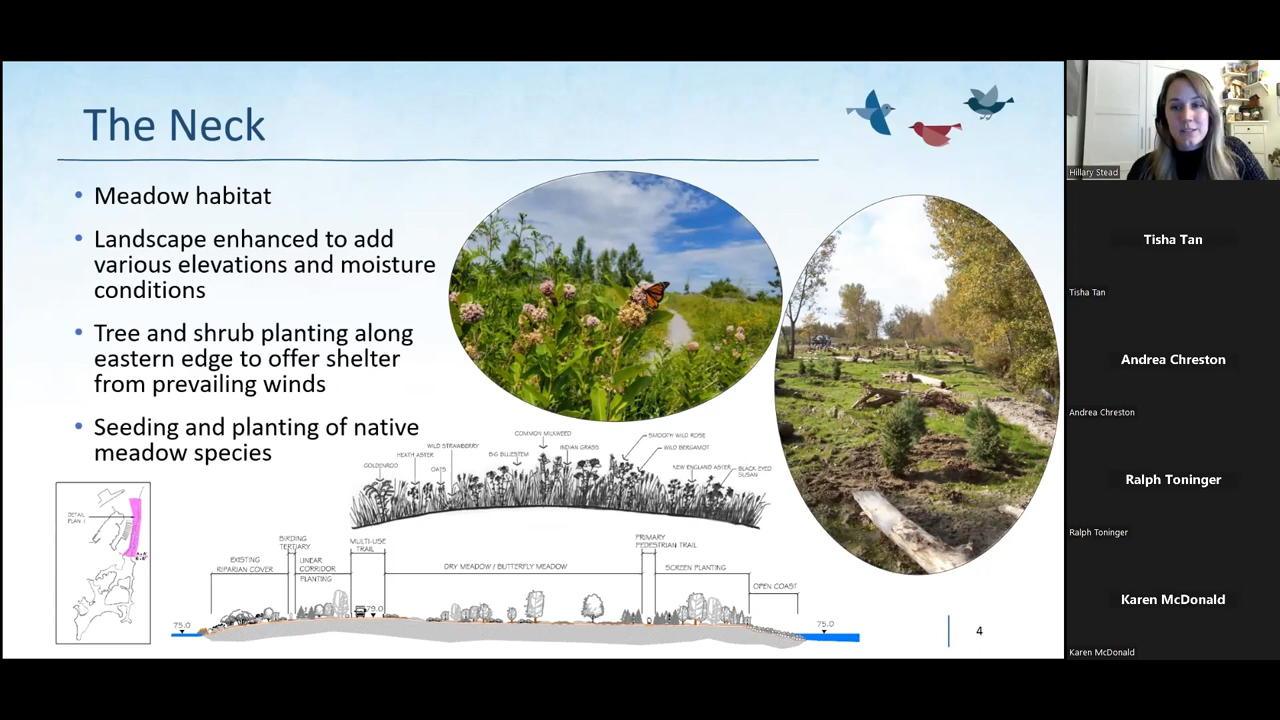 The Neck
• Meadow habitat
• Landscape enhanced to add
various elevations and moisture
conditions
• Tree and shrub planting along
eastern edge to offer shelter
from prevailing winds
• Seeding and planting of native
meadow species
GOLDENROD
HEATH ASTER
OATS
WILD STRAWBERRY
BIG BLUESTEM
COMMON MILKWEED
INDIAN GRASS
SMOOTH WILD ROSE
WILD BERGAMOT
NEW ENGLAND ASTER
BLACK EYED
SUSAN
DETAIL
PLAN 1
EXISTING
RIPARIAN COVER
BIRDING
TERTIARY
LINEAR
CORRIDOR
PLANTING
MULTI-USE
TRAIL
DRY MEADOW / BUTTERFLY MEADOW
PRIMARY
PEDESTRIAN TRAIL
SCREEN PLANTING
OPEN COAST
75.0
79.0
75.0
4
Hillary Stead
Tisha Tan
Tisha Tan
Andrea Chreston
Andrea Chreston
Ralph Toninger
Ralph Toninger
Karen McDonald
Karen McDonald